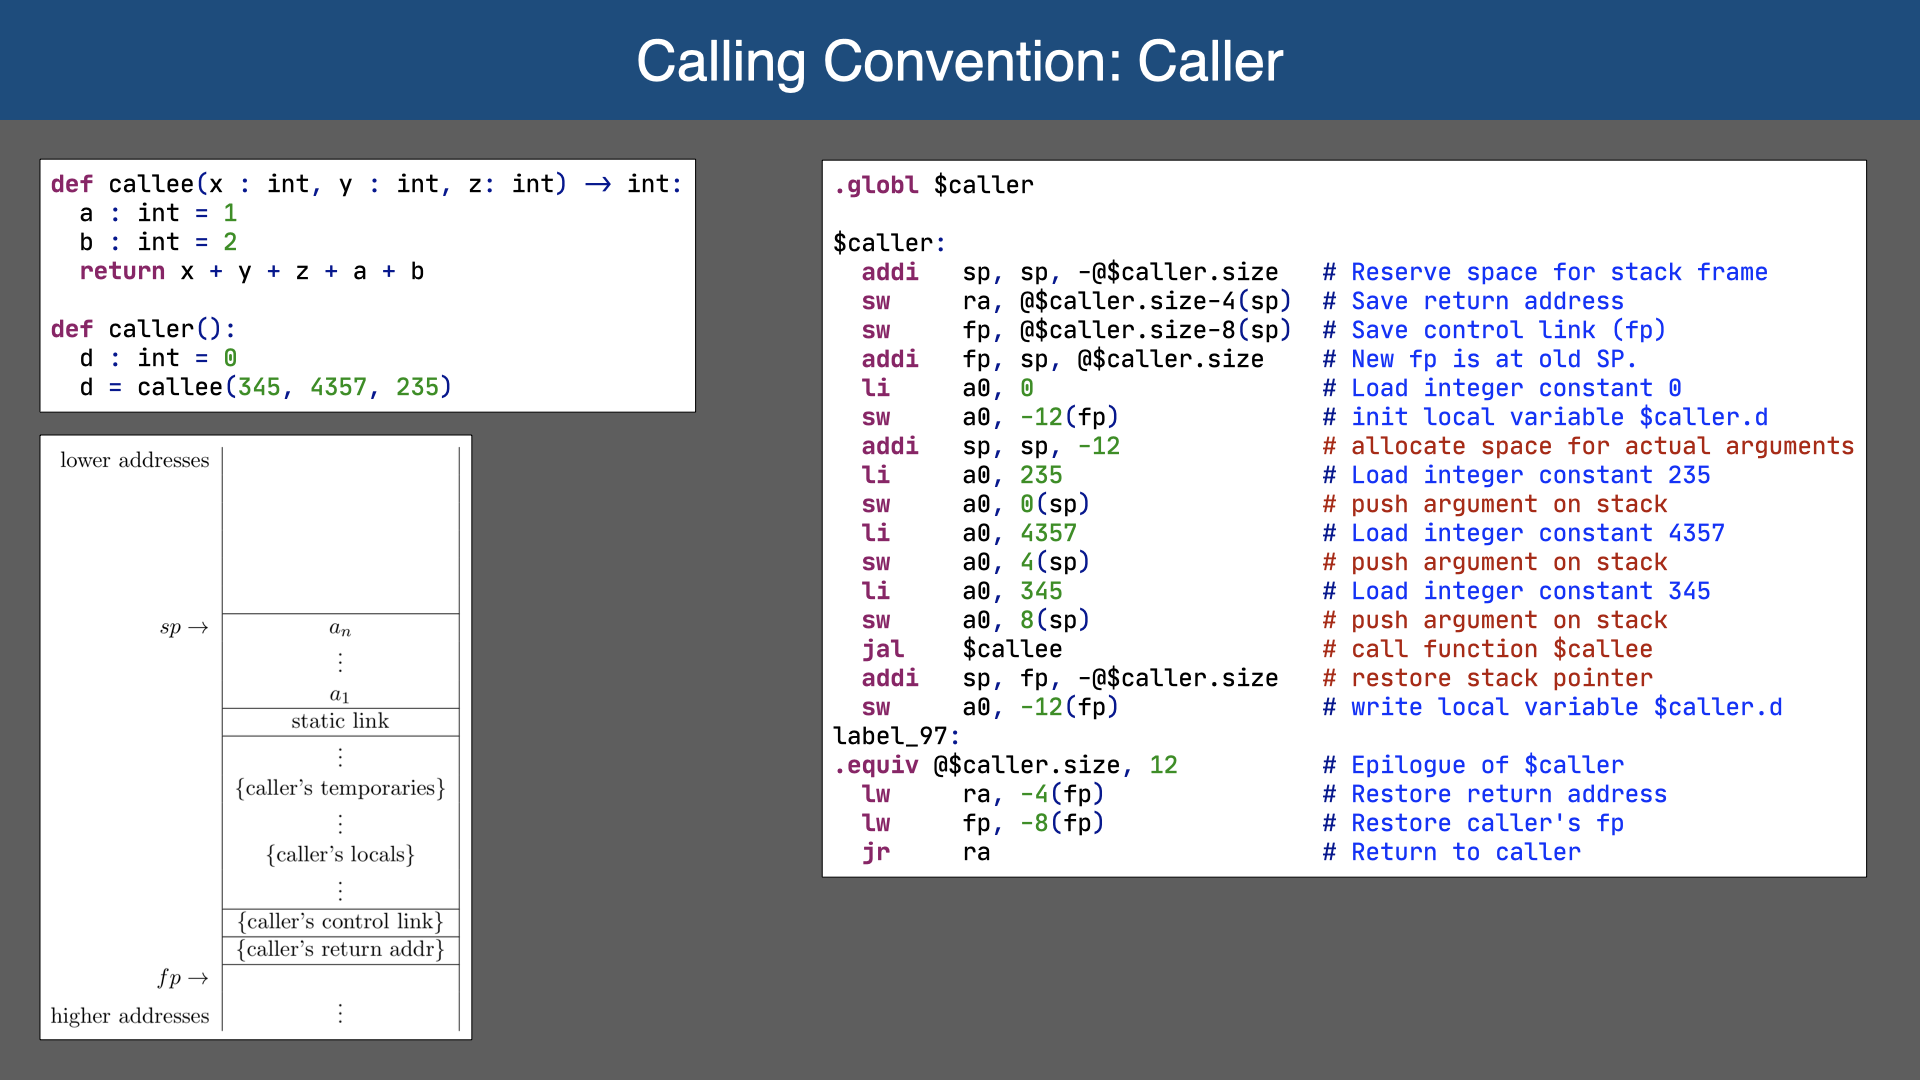 Calling Convention: Caller
def callee(x : int, y : int, z: int) → int:
  a : int = 1
  b : int = 2
  return x + y + z + a + b
def caller():
  d : int = 0
  d = callee(345, 4357, 235)
lower addresses
sp →
aₙ
⋮
a₁
static link
⋮
{caller's temporaries}
⋮
{caller's locals}
⋮
{caller's control link}
{caller's return addr}
fp →
higher addresses
⋮
.globl $caller
$caller:
  addi   sp, sp, -@$caller.size   # Reserve space for stack frame
  sw     ra, @$caller.size-4(sp)  # Save return address
  sw     fp, @$caller.size-8(sp)  # Save control link (fp)
  addi   fp, sp, @$caller.size    # New fp is at old SP.
  li     a0, 0                    # Load integer constant 0
  sw     a0, -12(fp)              # init local variable $caller.d
  addi   sp, sp, -12              # allocate space for actual arguments
  li     a0, 235                  # Load integer constant 235
  sw     a0, 0(sp)                # push argument on stack
  li     a0, 4357                 # Load integer constant 4357
  sw     a0, 4(sp)                # push argument on stack
  li     a0, 345                  # Load integer constant 345
  sw     a0, 8(sp)                # push argument on stack
  jal    $callee                  # call function $callee
  addi   sp, fp, -@$caller.size   # restore stack pointer
  sw     a0, -12(fp)              # write local variable $caller.d
label_97:
.equiv @$caller.size, 12          # Epilogue of $caller
  lw     ra, -4(fp)               # Restore return address
  lw     fp, -8(fp)               # Restore caller's fp
  jr     ra                       # Return to caller